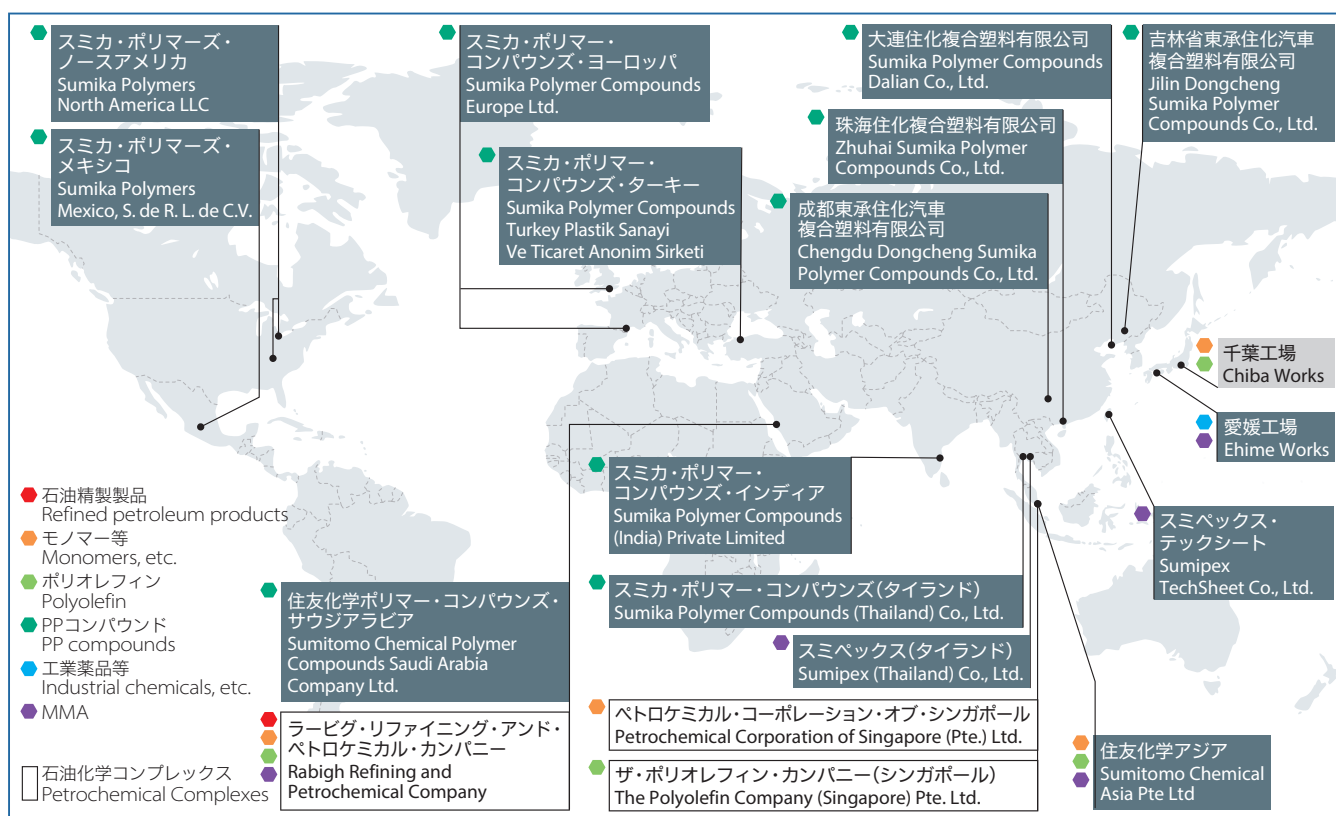 スミカ・ポリマーズ・
ノースアメリカ
Sumika Polymers
North America LLC
スミカ・ポリマーズ・
メキシコ
Sumika Polymers
Mexico, S. de R. L. de C.V.
スミカ・ポリマー・
コンパウンズ・ヨーロッパ
Sumika Polymer Compounds
Europe Ltd.
スミカ・ポリマー・
コンパウンズ・ターキー
Sumika Polymer Compounds
Turkey Plastik Sanayi
Ve Ticaret Anonim Sirketi
大連住化複合塑料有限公司
Sumika Polymer Compounds
Dalian Co., Ltd.
珠海住化複合塑料有限公司
Zhuhai Sumika Polymer
Compounds Co., Ltd.
成都東承住化汽車
複合塑料有限公司
Chengdu Dongcheng Sumika
Polymer Compounds Co., Ltd.
吉林省東承住化汽車
複合塑料有限公司
Jilin Dongcheng
Sumika Polymer
Compounds Co., Ltd.
千葉工場
Chiba Works
愛媛工場
Ehime Works
スミペックス・
テックシート
Sumipex
TechSheet Co., Ltd.
スミカ・ポリマー・
コンパウンズ・インディア
Sumika Polymer Compounds
(India) Private Limited
スミカ・ポリマー・コンパウンズ(タイランド)
Sumika Polymer Compounds (Thailand) Co., Ltd.
スミペックス(タイランド)
Sumipex (Thailand) Co., Ltd.
ペトロケミカル・コーポレーション・オブ・シンガポール
Petrochemical Corporation of Singapore (Pte.) Ltd.
ザ・ポリオレフィン・カンパニー(シンガポール)
The Polyolefin Company (Singapore) Pte. Ltd.
住友化学アジア
Sumitomo Chemical
Asia Pte Ltd
住友化学ポリマー・コンパウンズ・
サウジアラビア
Sumitomo Chemical Polymer
Compounds Saudi Arabia
Company Ltd.
ラービグ・リファイニング・アンド・
ペトロケミカル・カンパニー
Rabigh Refining and
Petrochemical Company
石油精製製品
Refined petroleum products
モノマー等
Monomers, etc.
ポリオレフィン
Polyolefin
PPコンパウンド
PP compounds
工業薬品等
Industrial chemicals, etc.
MMA
石油化学コンプレックス
Petrochemical Complexes